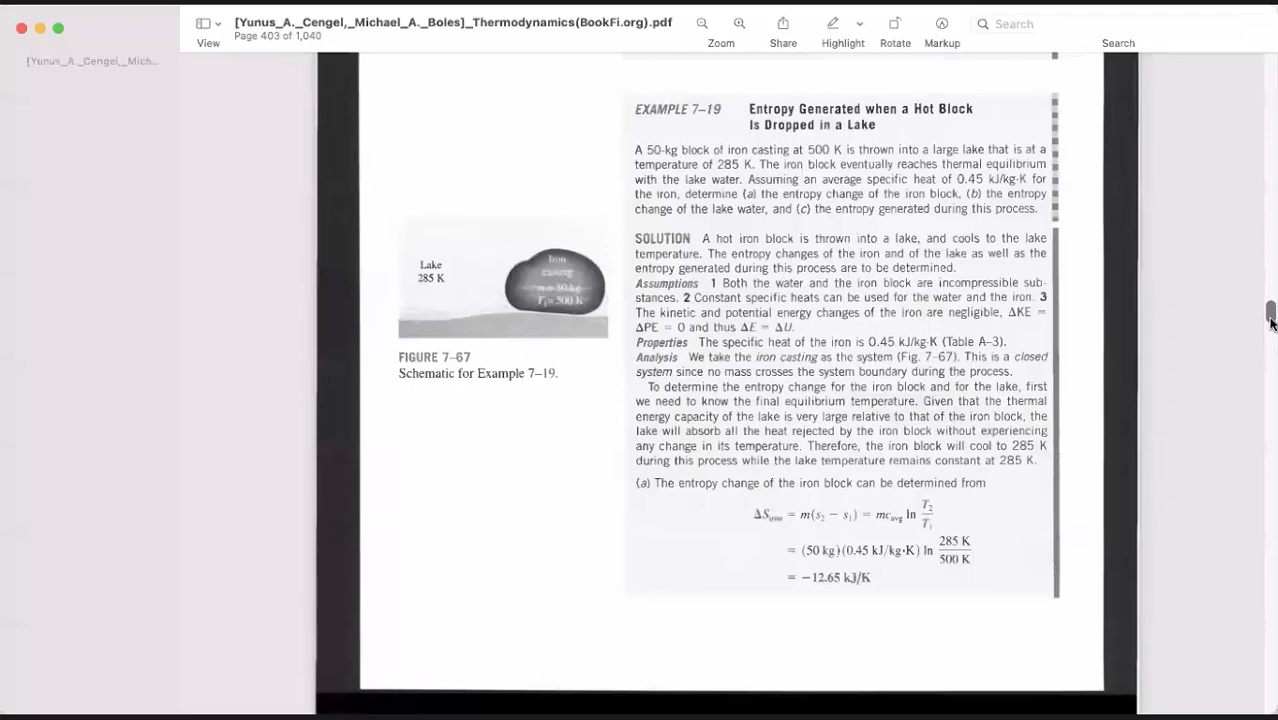 [Yunus_A._Cengel,_Michael_A._Boles]_Thermodynamics(BookFi.org).pdf
Page 403 of 1,040
View
Zoom
Share
Highlight
Rotate
Markup
Search
Search
[Yunus_A._Cengel,_Mich...
EXAMPLE 7–19 Entropy Generated when a Hot Block
Is Dropped in a Lake
A 50-kg block of iron casting at 500 K is thrown into a large lake that is at a
temperature of 285 K. The iron block eventually reaches thermal equilibrium
with the lake water. Assuming an average specific heat of 0.45 kJ/kg·K for
the iron, determine (a) the entropy change of the iron block, (b) the entropy
change of the lake water, and (c) the entropy generated during this process.
SOLUTION A hot iron block is thrown into a lake, and cools to the lake
temperature. The entropy changes of the iron and of the lake as well as the
entropy generated during this process are to be determined.
Assumptions 1 Both the water and the iron block are incompressible sub-
stances. 2 Constant specific heats can be used for the water and the iron. 3
The kinetic and potential energy changes of the iron are negligible, ΔKE =
ΔPE = 0 and thus ΔE = ΔU.
Properties The specific heat of the iron is 0.45 kJ/kg·K (Table A–3).
Analysis We take the iron casting as the system (Fig. 7–67). This is a closed
system since no mass crosses the system boundary during the process.
To determine the entropy change for the iron block and for the lake, first
we need to know the final equilibrium temperature. Given that the thermal
energy capacity of the lake is very large relative to that of the iron block, the
lake will absorb all the heat rejected by the iron block without experiencing
any change in its temperature. Therefore, the iron block will cool to 285 K
during this process while the lake temperature remains constant at 285 K.
(a) The entropy change of the iron block can be determined from
ΔS_iron = m(s₂ − s₁) = mc_avg ln T₂/T₁
= (50 kg)(0.45 kJ/kg·K) ln 285 K/500 K
= −12.65 kJ/K
Lake
285 K
Iron
casting
m = 50 kg
T₁ = 500 K
FIGURE 7–67
Schematic for Example 7–19.